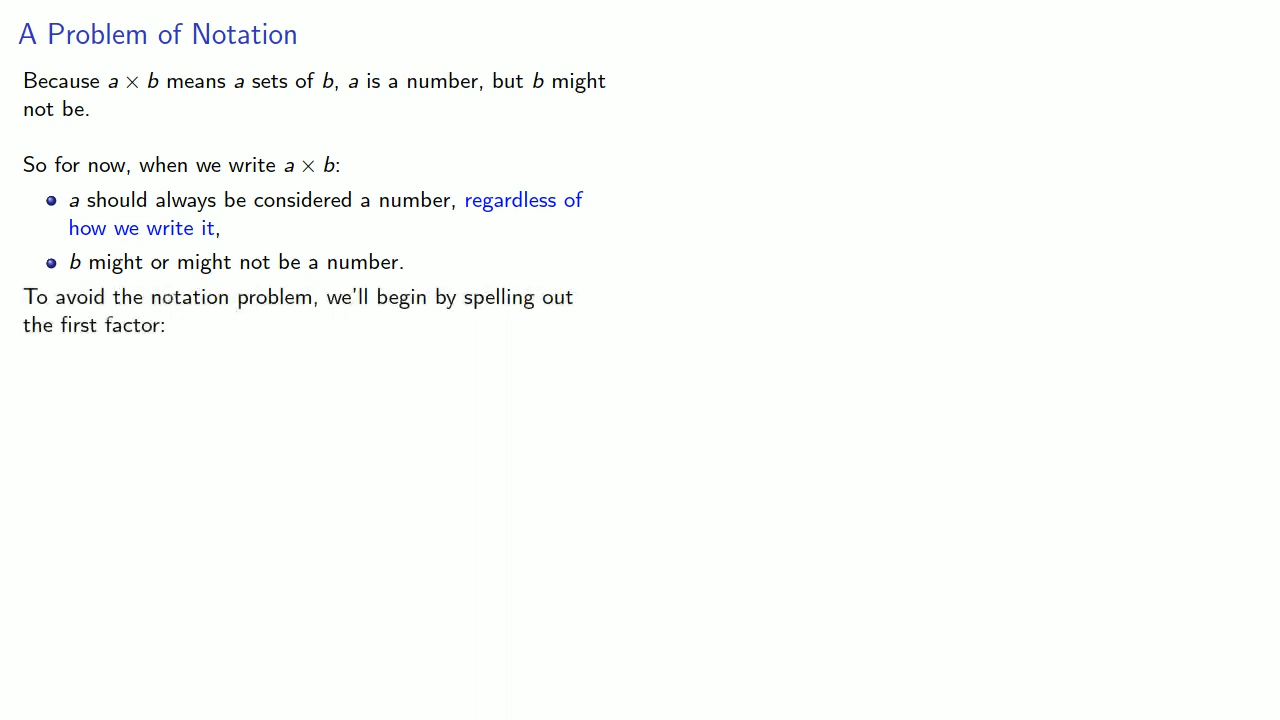 A Problem of Notation
Because a × b means a sets of b, a is a number, but b might
not be.
So for now, when we write a × b:
a should always be considered a number, regardless of
how we write it,
b might or might not be a number.
To avoid the notation problem, we'll begin by spelling out
the first factor: